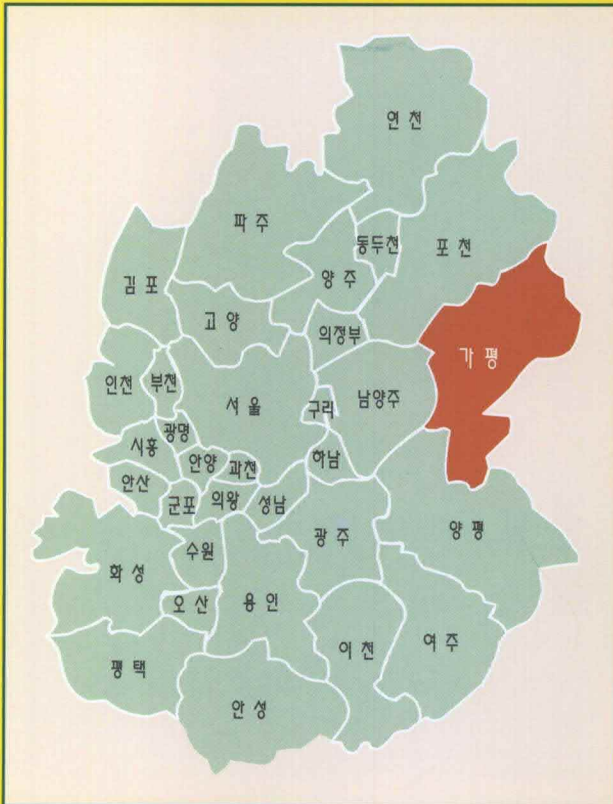 연 천
파 주
동두천
포 천
양 주
김 포
고 양
의정부
가 평
인천
부천
서 울
구리
남양주
광명
시흥
안양
과천
하남
안산
군포
의왕
성남
광 주
양 평
수원
화 성
오 산
용 인
이 천
여 주
평 택
안 성